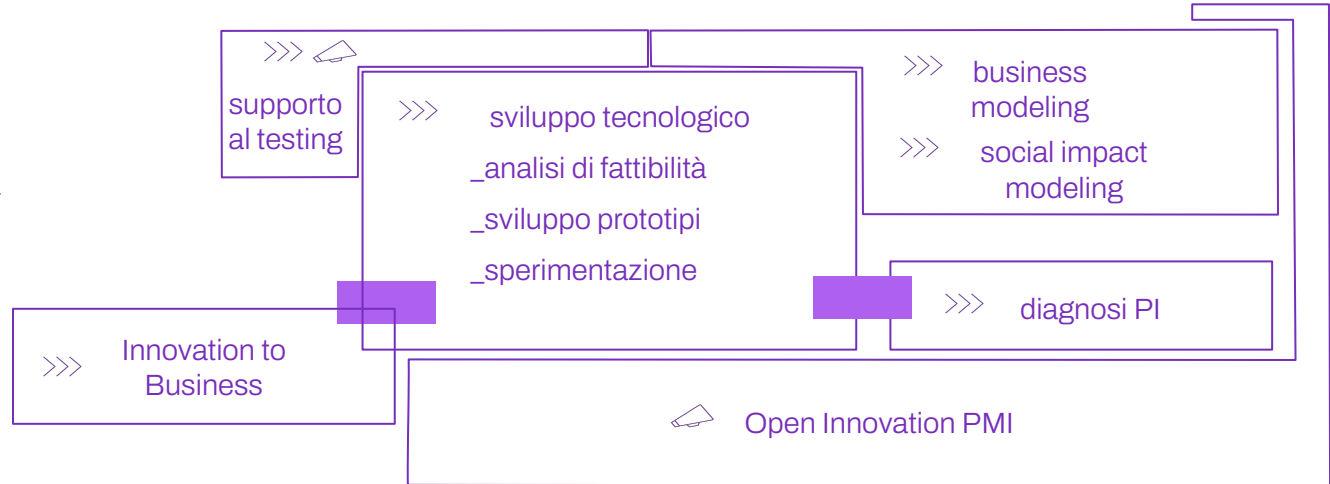 supporto
al testing
sviluppo tecnologico
_analisi di fattibilità
_sviluppo prototipi
_sperimentazione
business
modeling
social impact
modeling
diagnosi PI
Innovation to
Business
Open Innovation PMI